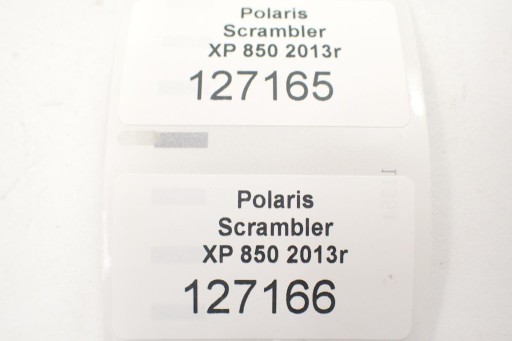 Polaris
Scrambler
XP 850 2013r
127165
Polaris
Scrambler
XP 850 2013r
127166